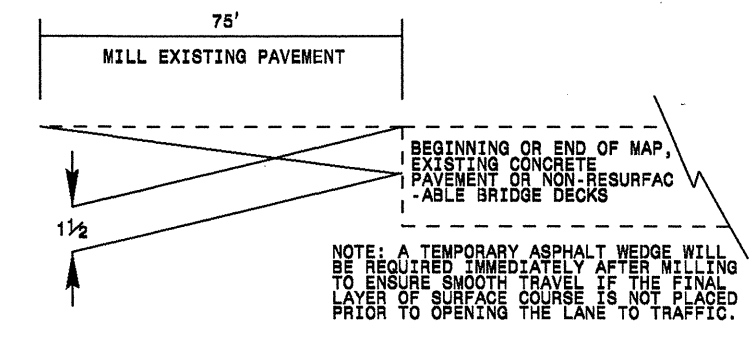 75'
MILL EXISTING PAVEMENT
BEGINNING OR END OF MAP,
EXISTING CONCRETE
PAVEMENT OR NON-RESURFAC
-ABLE BRIDGE DECKS
1½
NOTE: A TEMPORARY ASPHALT WEDGE WILL
BE REQUIRED IMMEDIATELY AFTER MILLING
TO ENSURE SMOOTH TRAVEL IF THE FINAL
LAYER OF SURFACE COURSE IS NOT PLACED
PRIOR TO OPENING THE LANE TO TRAFFIC.